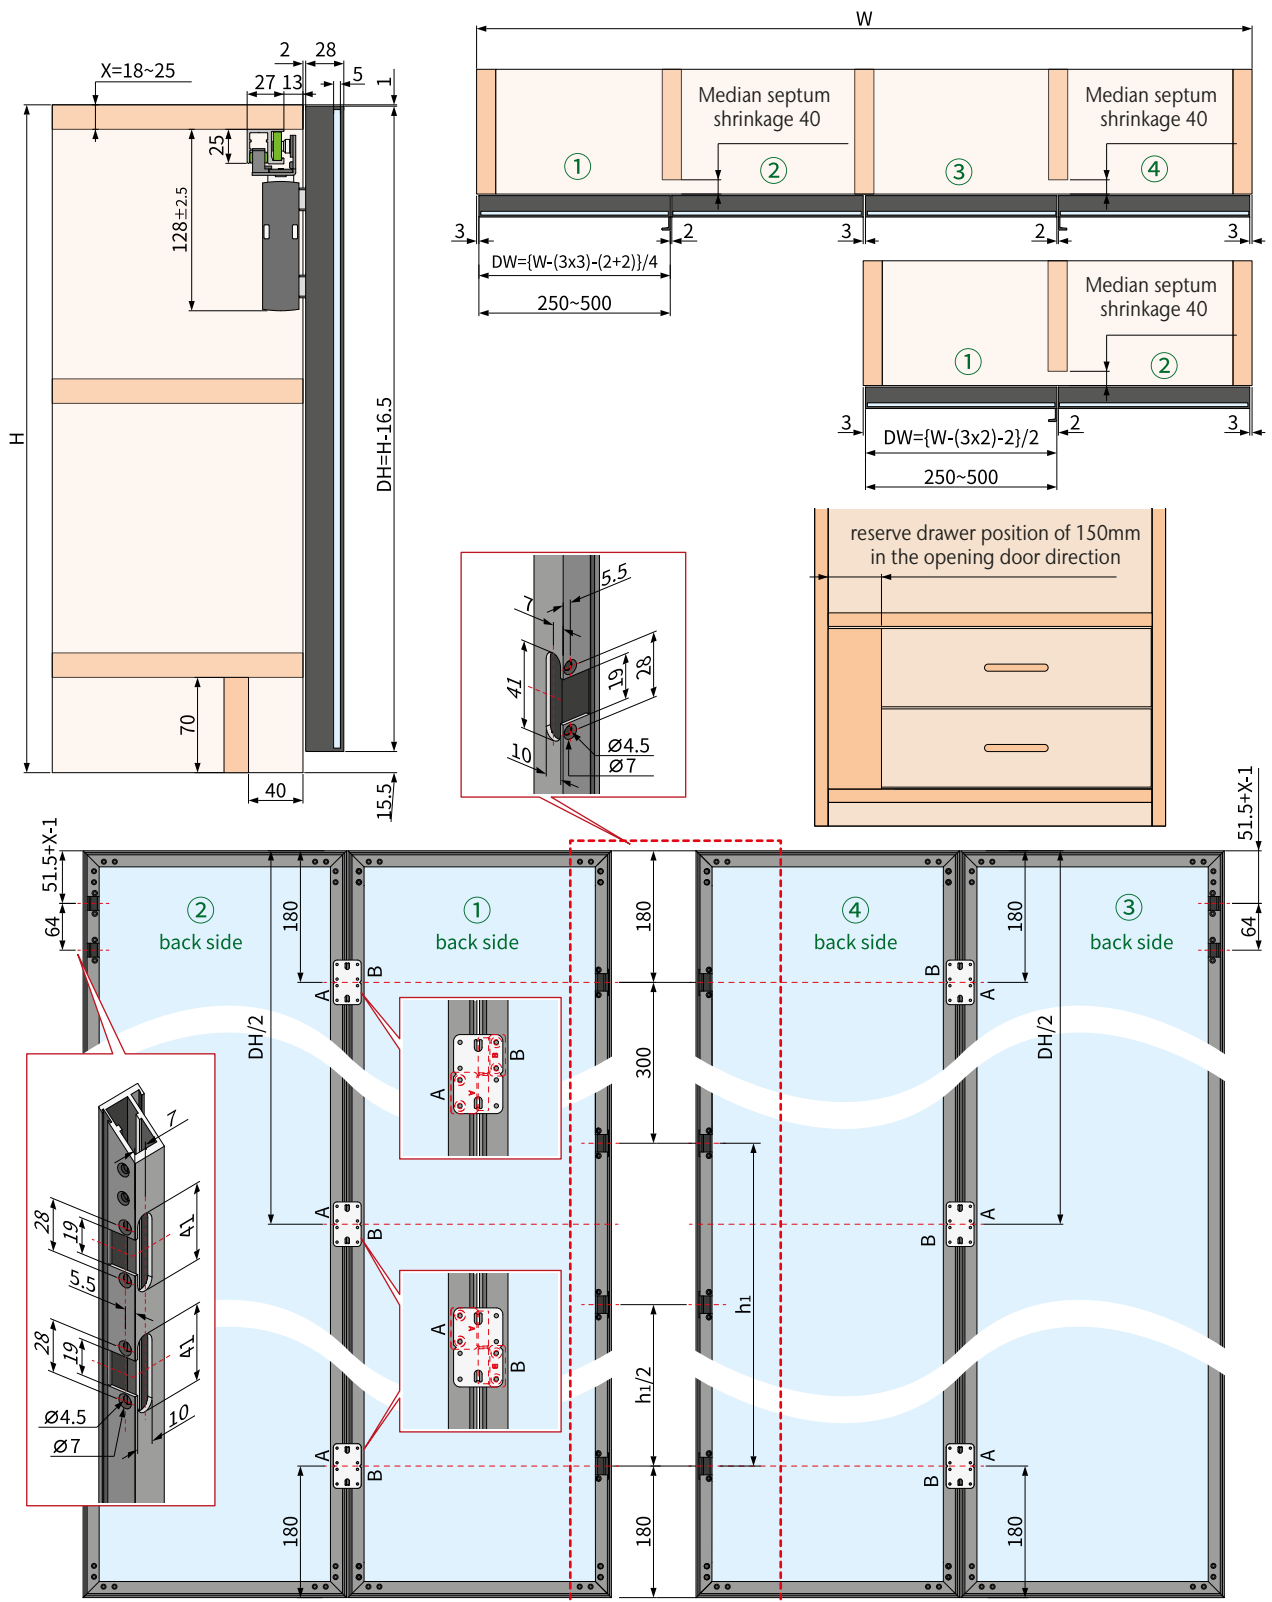 W
2
28
X=18~25
27
13
5
1
25
128±2.5
H
DH=H-16.5
70
40
15.5
Median septum
shrinkage 40
Median septum
shrinkage 40
①
②
③
④
3
2
3
2
3
DW={W-(3x3)-(2+2)}/4
250~500
Median septum
shrinkage 40
①
②
3
2
3
DW={W-(3x2)-2}/2
250~500
reserve drawer position of 150mm
in the opening door direction
5.5
7
41
19
28
10
Ø4.5
Ø7
51.5+X-1
64
②
back side
180
DH/2
A
B
①
back side
180
300
④
back side
③
back side
180
DH/2
B
A
51.5+X-1
64
A
B
A
B
A
B
h1
h1/2
A
B
A
B
A
B
A
B
A
B
180
180
A
B
180
A
B
A
B
7
28
19
41
5.5
28
19
41
Ø4.5
Ø7
10